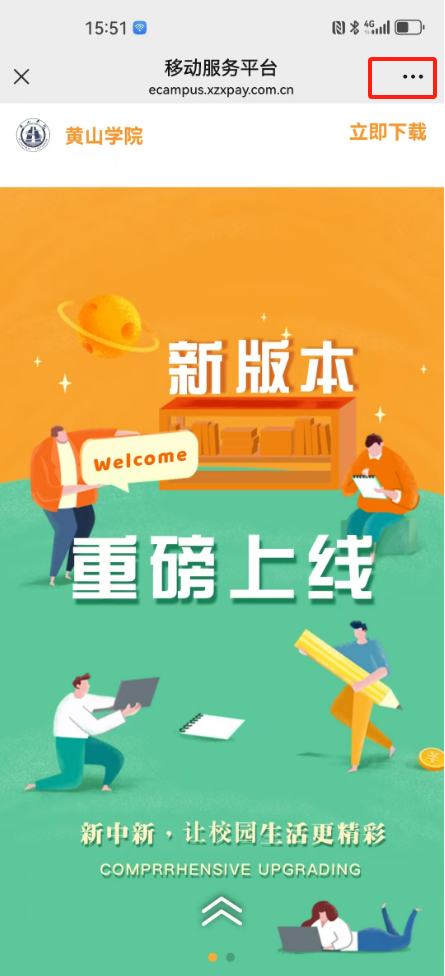 15:51
4G
移动服务平台
ecampus.xzxpay.com.cn
黄山学院
立即下载
新版本
Welcome
重磅上线
新中新，让校园生活更精彩
COMPRRHENSIVE UPGRADING